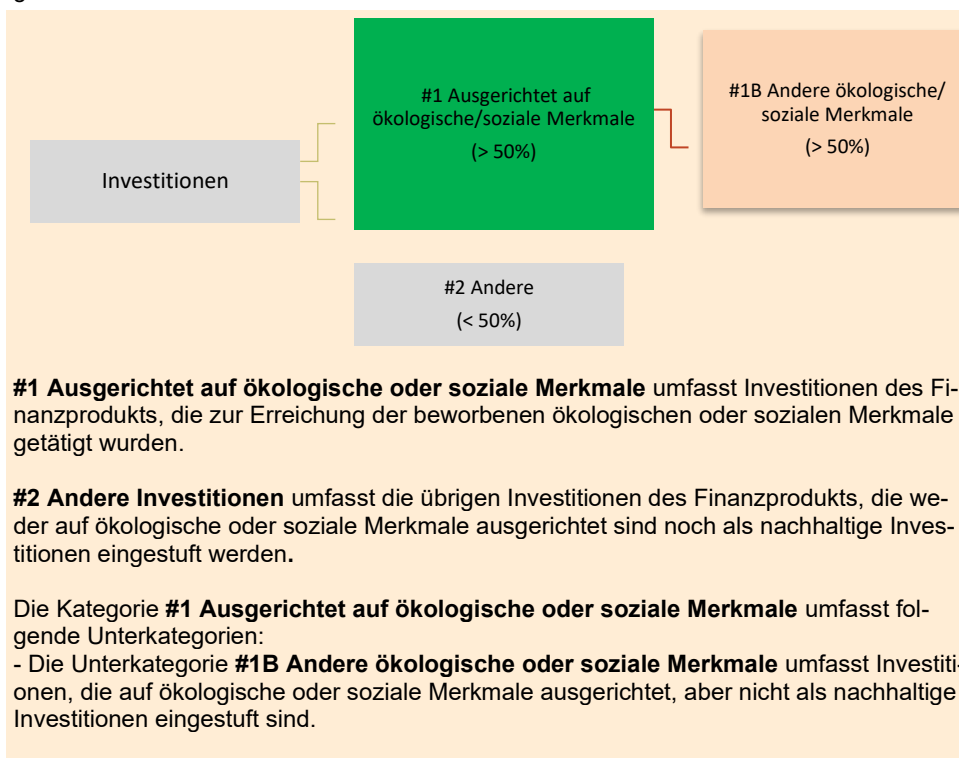 #1 Ausgerichtet auf
ökologische/soziale Merkmale
(> 50%)
#1B Andere ökologische/
soziale Merkmale
(> 50%)
Investitionen
#2 Andere
(< 50%)
#1 Ausgerichtet auf ökologische oder soziale Merkmale umfasst Investitionen des Fi-
nanzprodukts, die zur Erreichung der beworbenen ökologischen oder sozialen Merkmale
getätigt wurden.
#2 Andere Investitionen umfasst die übrigen Investitionen des Finanzprodukts, die we-
der auf ökologische oder soziale Merkmale ausgerichtet sind noch als nachhaltige Inves-
titionen eingestuft werden.
Die Kategorie #1 Ausgerichtet auf ökologische oder soziale Merkmale umfasst fol-
gende Unterkategorien:
- Die Unterkategorie #1B Andere ökologische oder soziale Merkmale umfasst Investiti-
onen, die auf ökologische oder soziale Merkmale ausgerichtet, aber nicht als nachhaltige
Investitionen eingestuft sind.